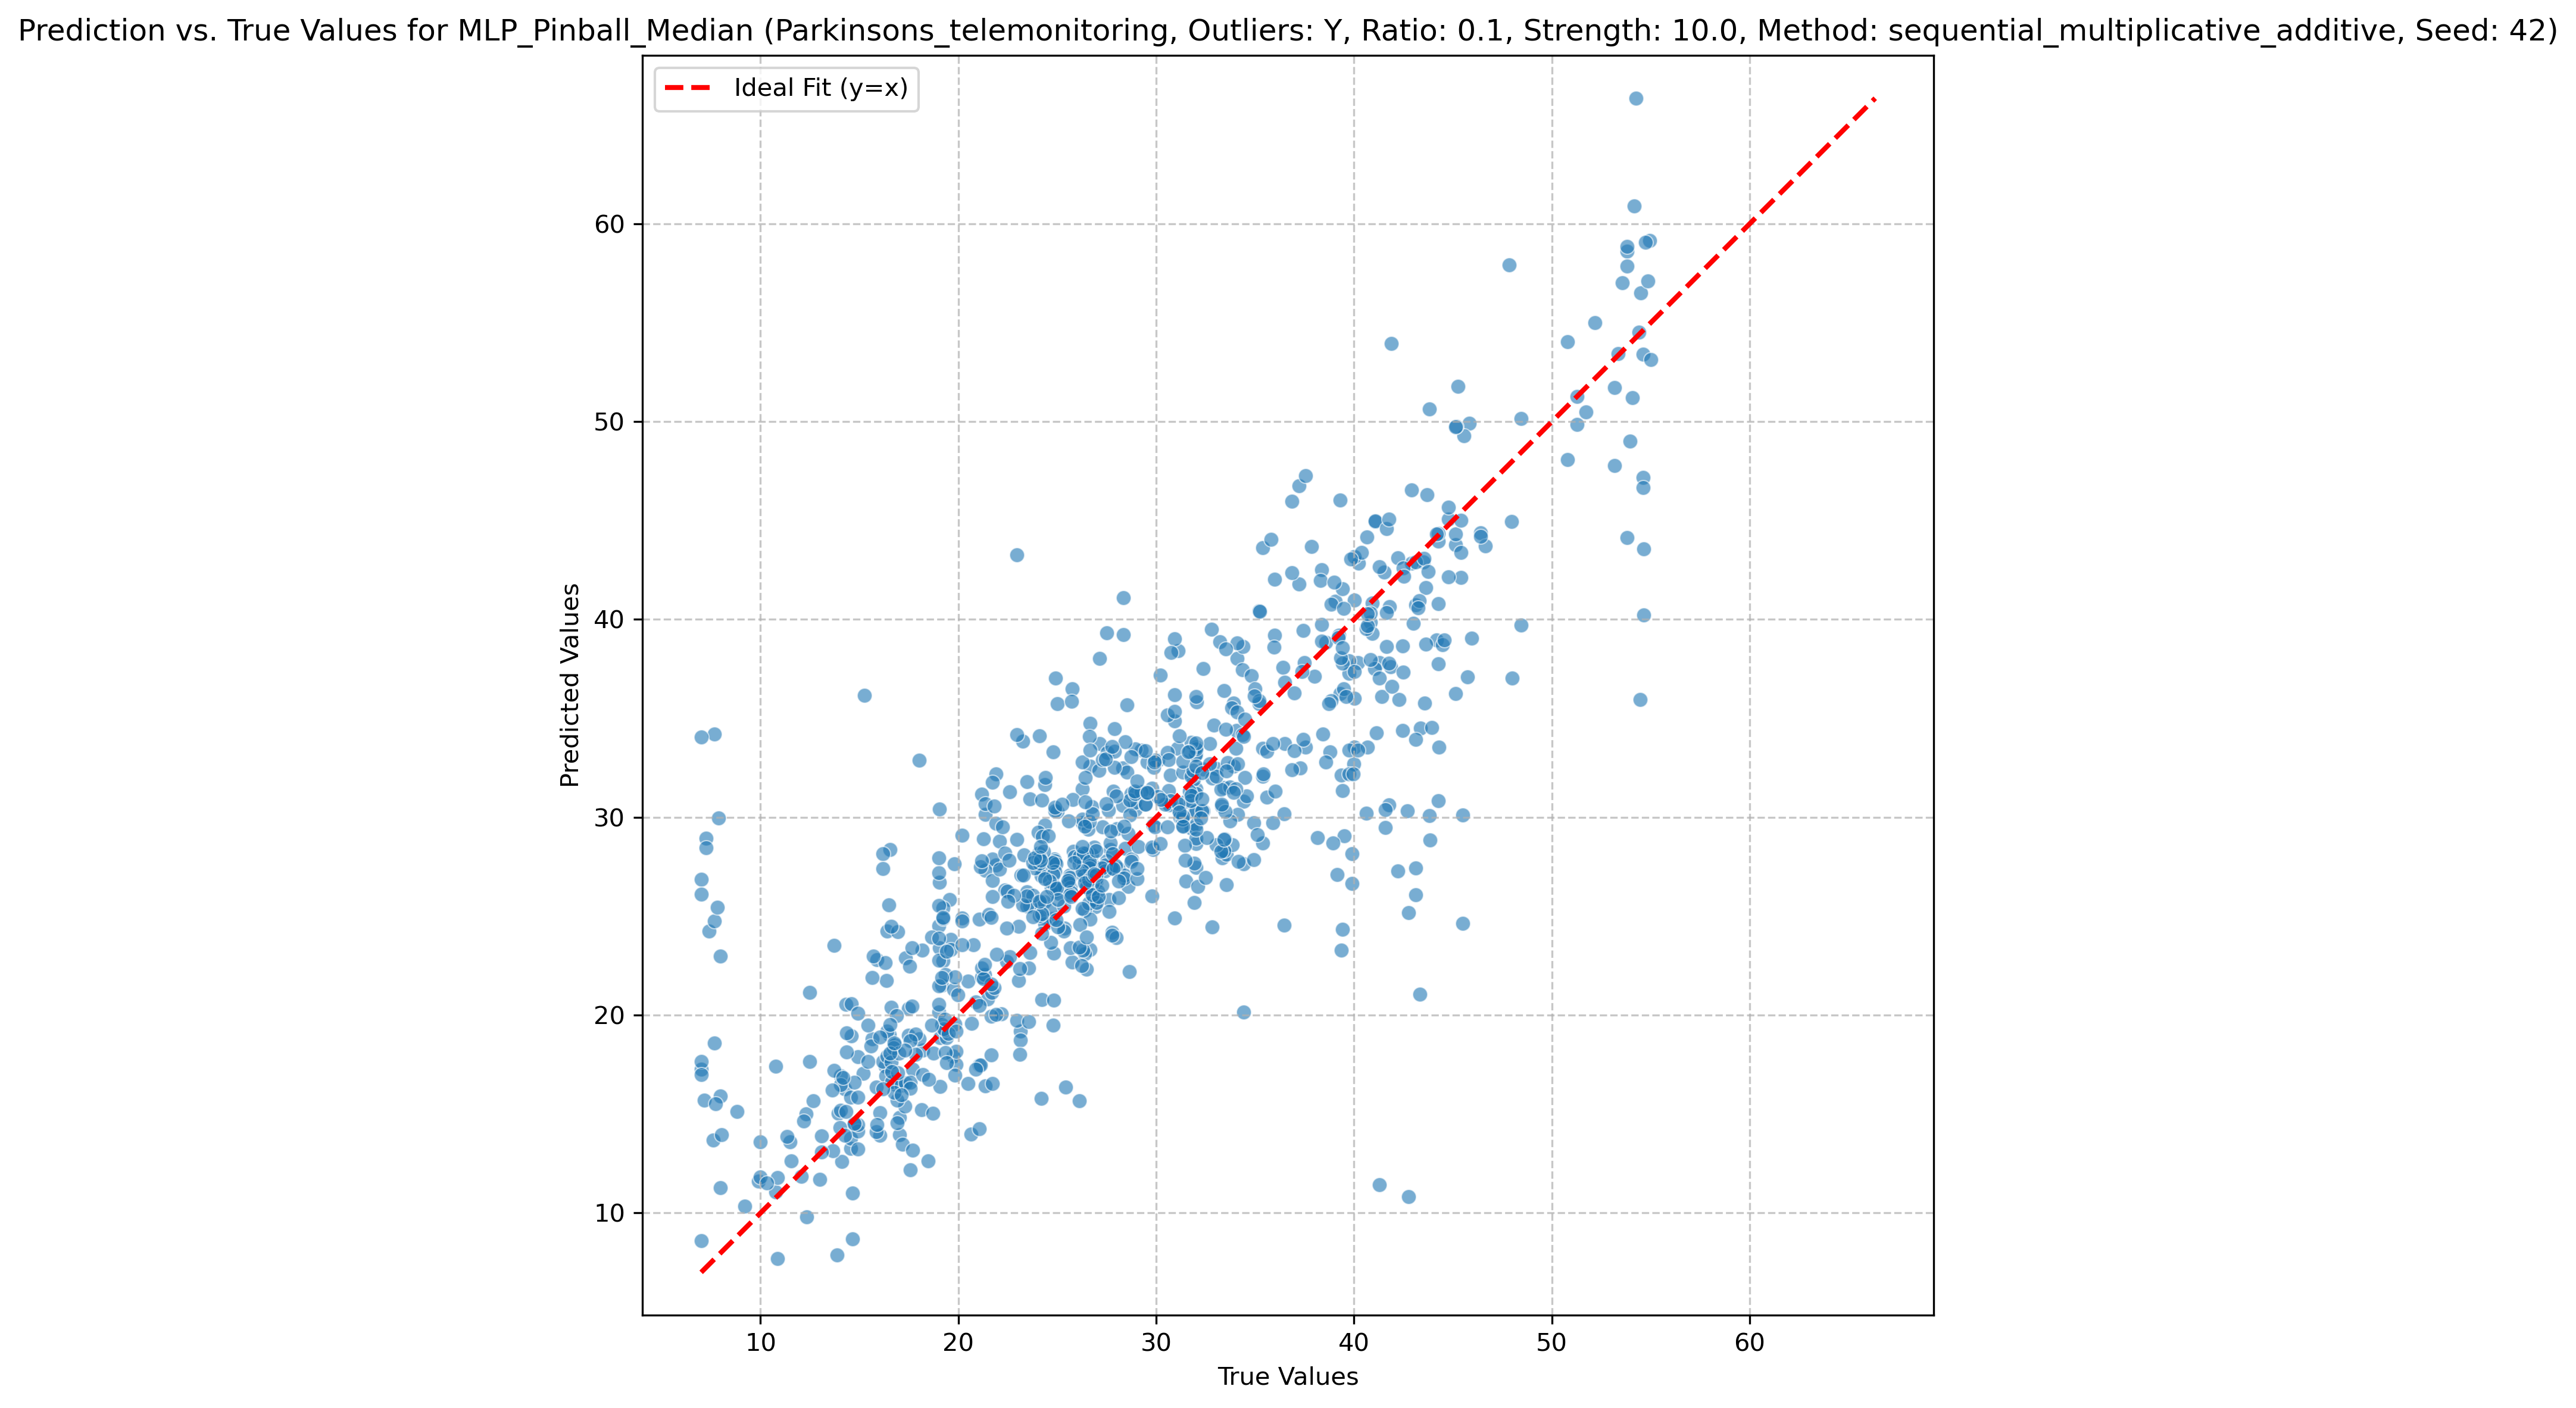 Prediction vs. True Values for MLP_Pinball_Median (Parkinsons_telemonitoring, Outliers: Y, Ratio: 0.1, Strength: 10.0, Method: sequential_multiplicative_additive, Seed: 42)
Ideal Fit (y=x)
Predicted Values
60
50
40
30
20
10
10 20 30 40 50 60
True Values